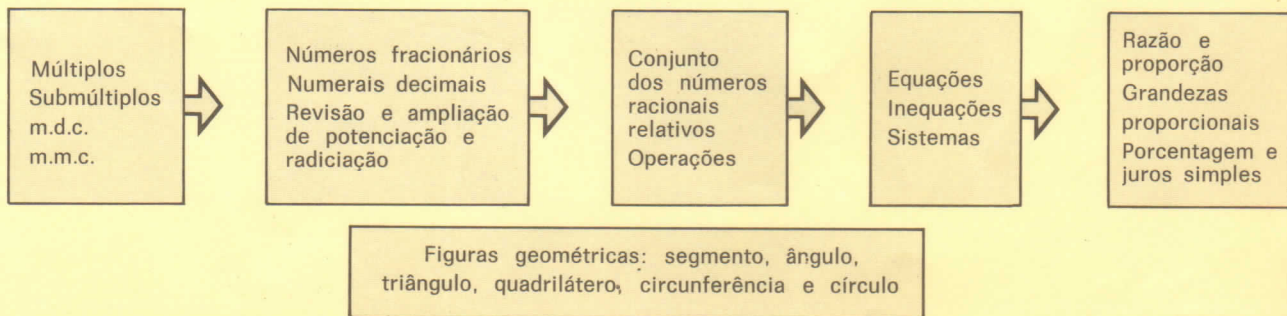 Múltiplos
Submúltiplos
m.d.c.
m.m.c.
Números fracionários
Numerais decimais
Revisão e ampliação
de potenciação e
radiciação
Conjunto
dos números
racionais
relativos
Operações
Equações
Inequações
Sistemas
Razão e
proporção
Grandezas
proporcionais
Porcentagem e
juros simples
Figuras geométricas: segmento, ângulo,
triângulo, quadrilátero, circunferência e círculo